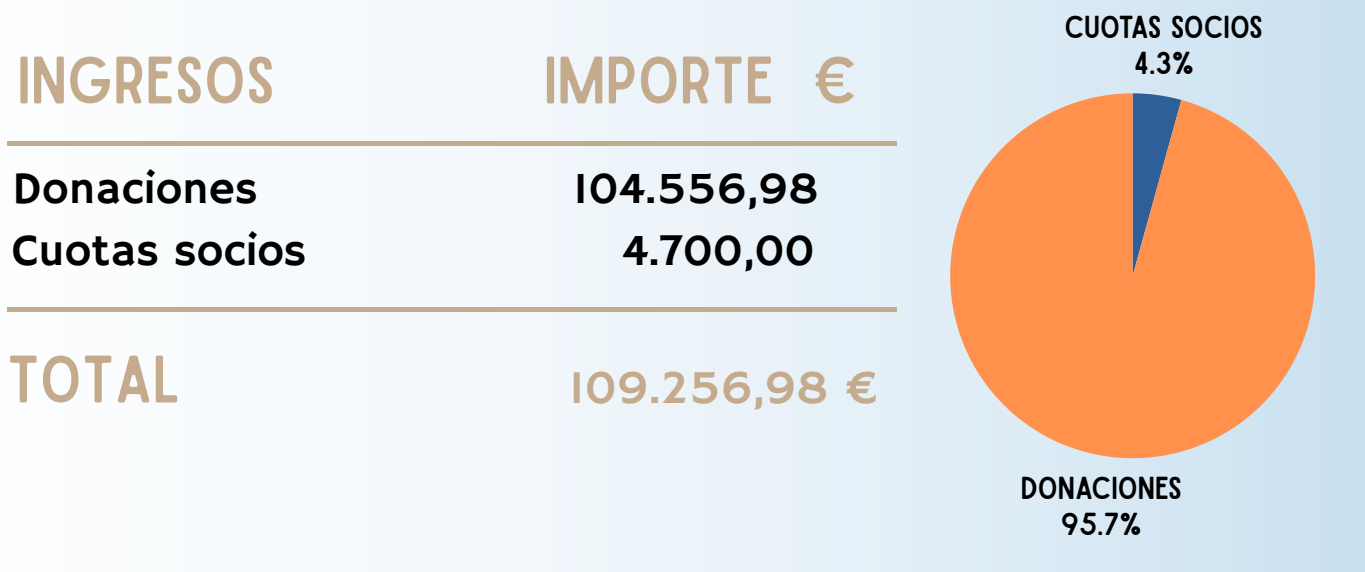 INGRESOS IMPORTE €
Donaciones 104.556,98
Cuotas socios 4.700,00
TOTAL 109.256,98 €
CUOTAS SOCIOS
4.3%
DONACIONES
95.7%